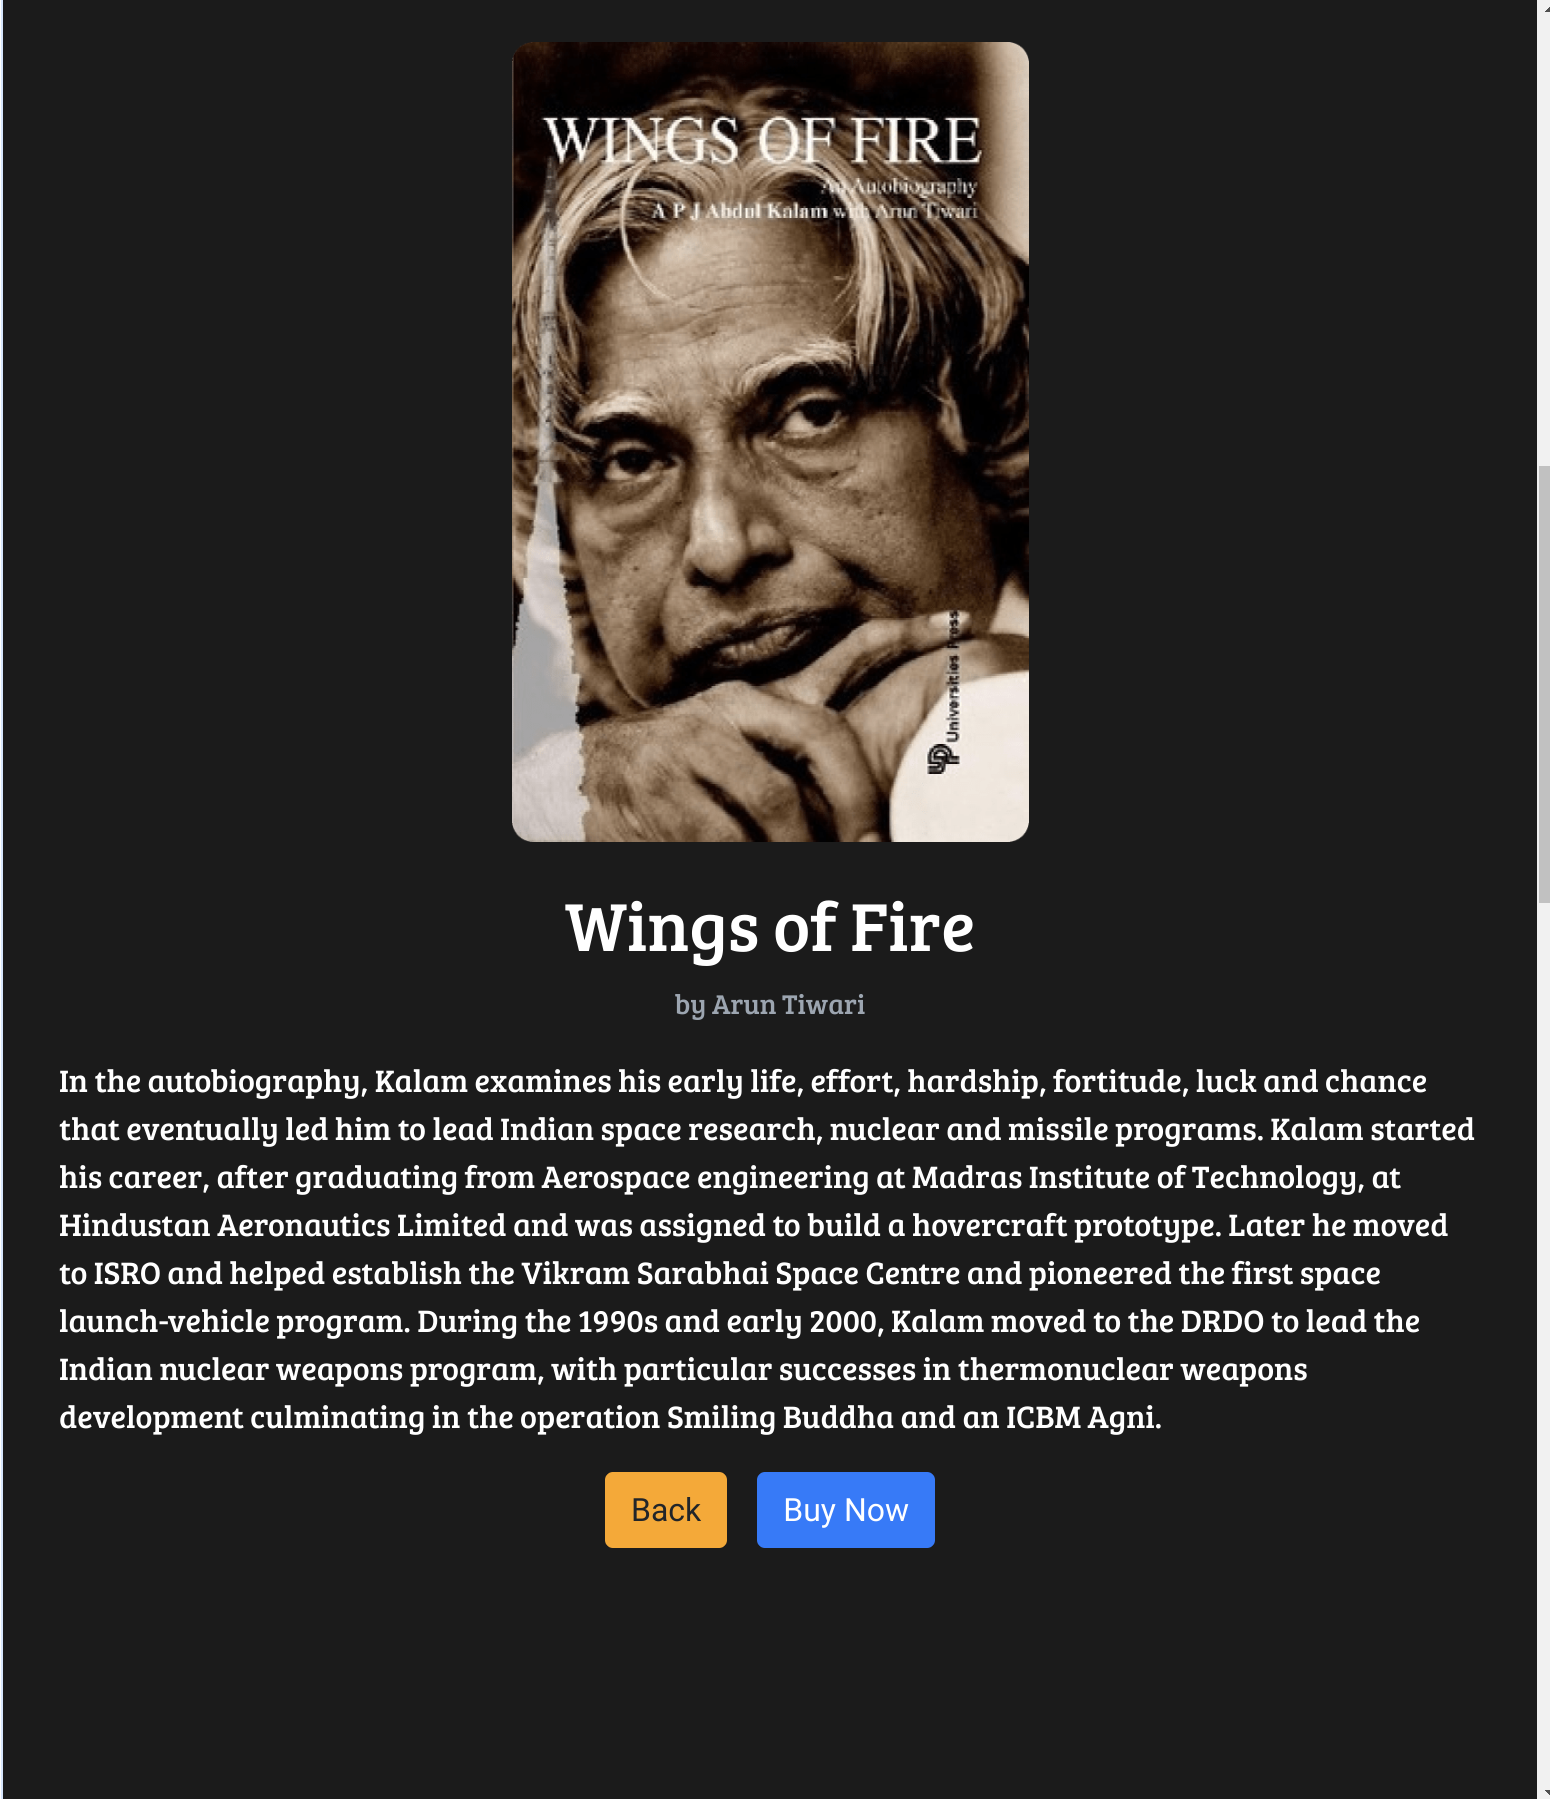 WINGS OF FIRE
An Autobiography
A P J Abdul Kalam with Arun Tiwari
Universities Press
Wings of Fire
by Arun Tiwari
In the autobiography, Kalam examines his early life, effort, hardship, fortitude, luck and chance
that eventually led him to lead Indian space research, nuclear and missile programs. Kalam started
his career, after graduating from Aerospace engineering at Madras Institute of Technology, at
Hindustan Aeronautics Limited and was assigned to build a hovercraft prototype. Later he moved
to ISRO and helped establish the Vikram Sarabhai Space Centre and pioneered the first space
launch-vehicle program. During the 1990s and early 2000, Kalam moved to the DRDO to lead the
Indian nuclear weapons program, with particular successes in thermonuclear weapons
development culminating in the operation Smiling Buddha and an ICBM Agni.
Back
Buy Now